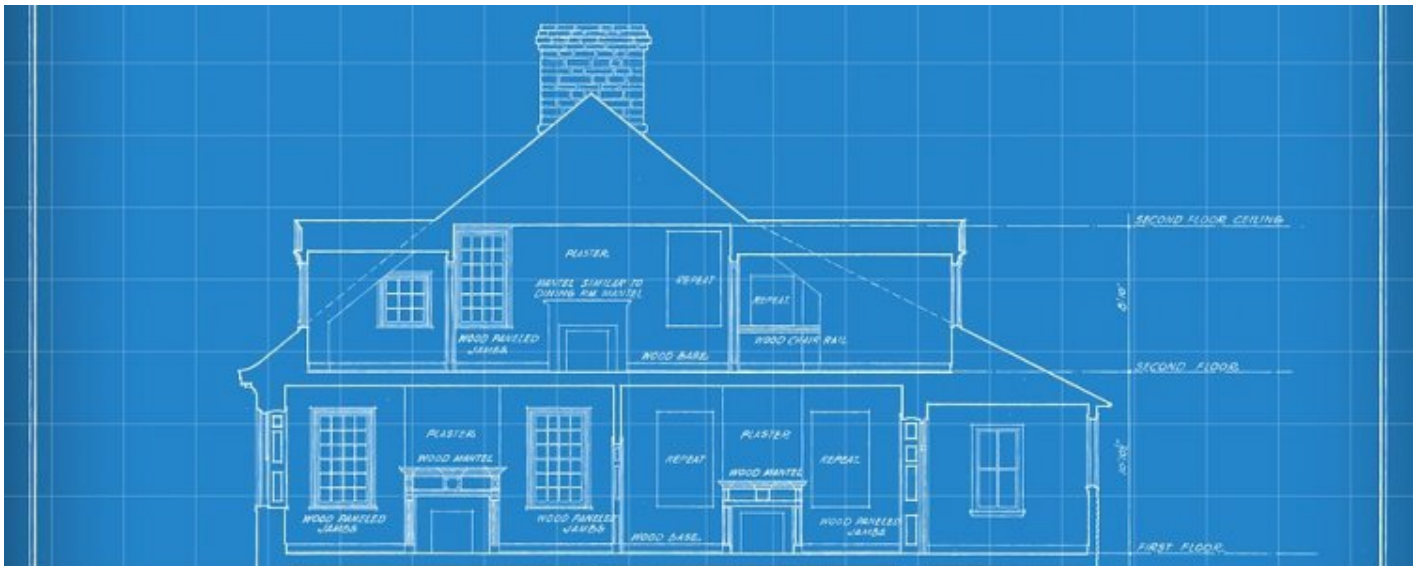 SECOND FLOOR CEILING
PLASTER
MANTEL SIMILAR TO
DINING RM. MANTEL
REPEAT
REPEAT
8'10"
WOOD PANELED
JAMBS
WOOD BASE
WOOD CHAIR RAIL
SECOND FLOOR
PLASTER
WOOD MANTEL
REPEAT
PLASTER
WOOD MANTEL
REPEAT
WOOD PANELED
JAMBS
WOOD PANELED
JAMBS
WOOD BASE
WOOD PANELED
JAMBS
FIRST FLOOR